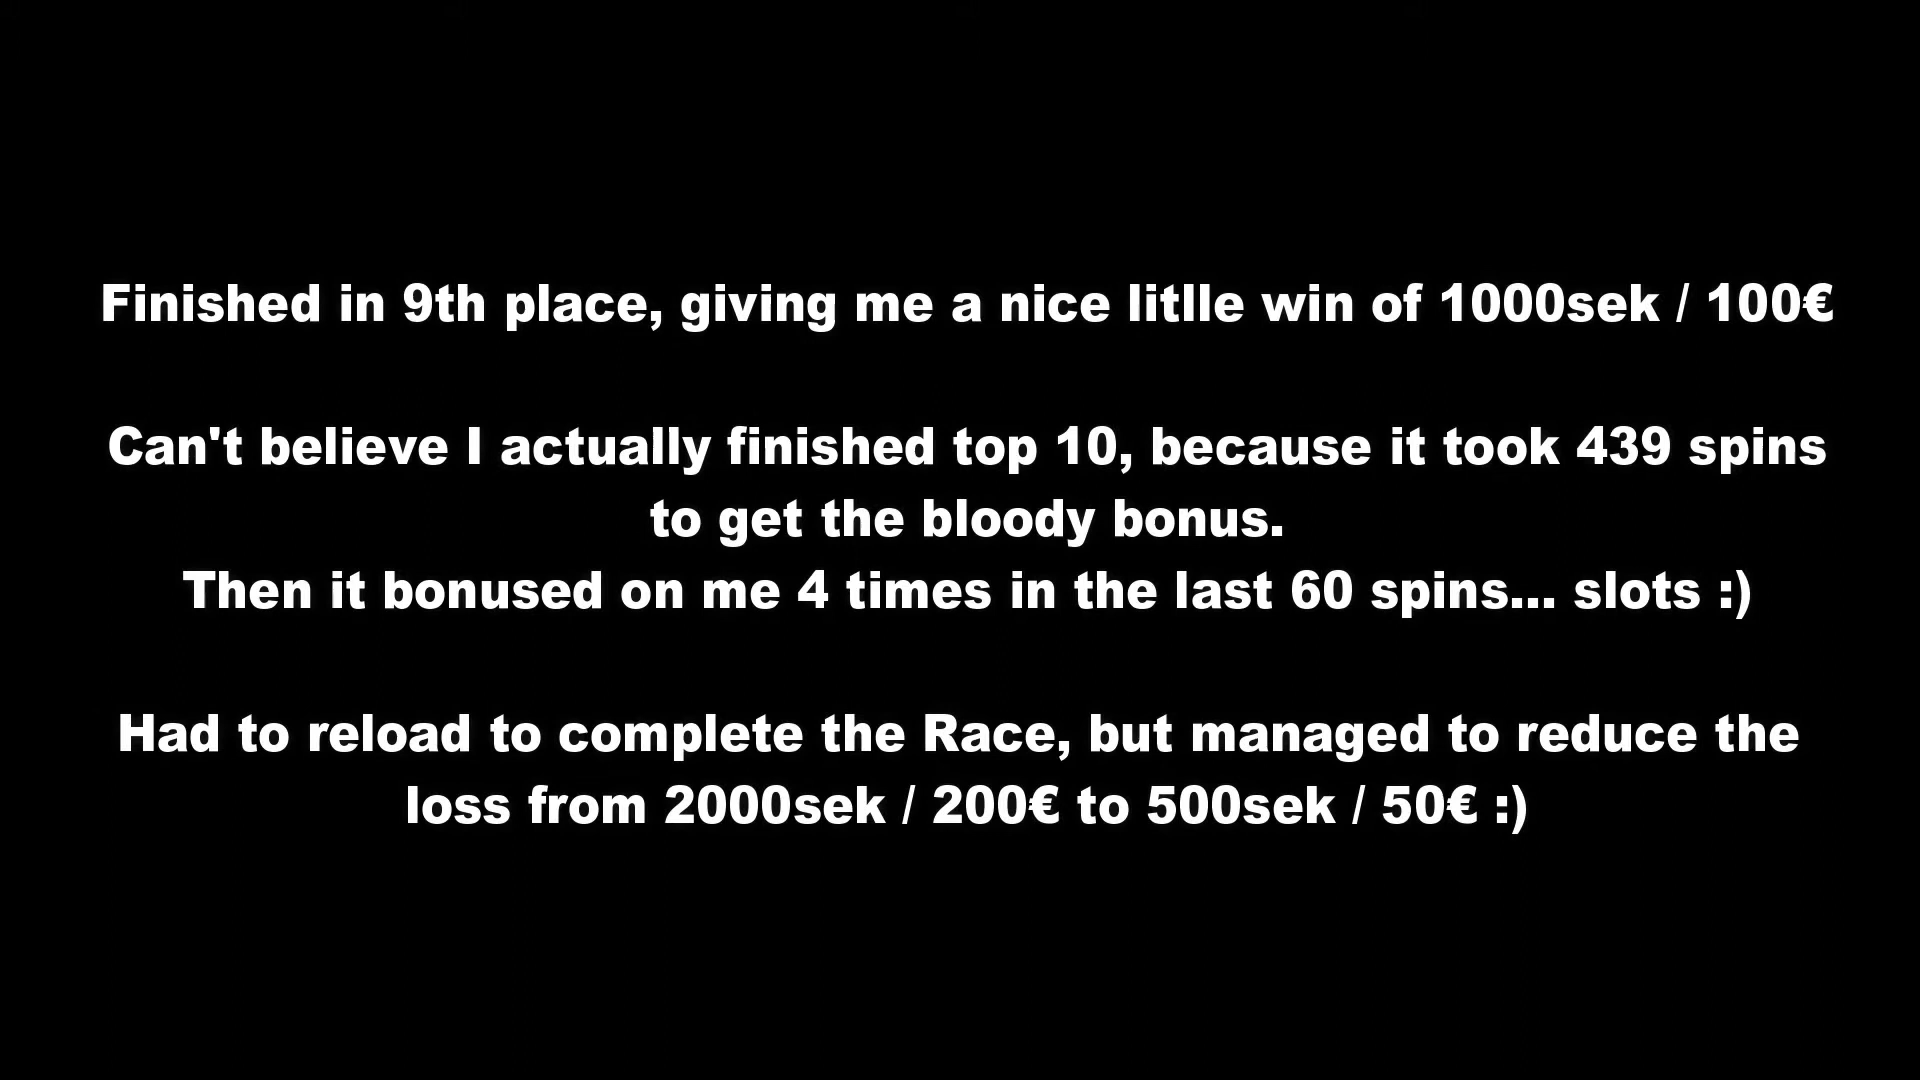 Finished in 9th place, giving me a nice litlle win of 1000sek / 100€
Can't believe I actually finished top 10, because it took 439 spins
to get the bloody bonus.
Then it bonused on me 4 times in the last 60 spins... slots :)
Had to reload to complete the Race, but managed to reduce the
loss from 2000sek / 200€ to 500sek / 50€ :)